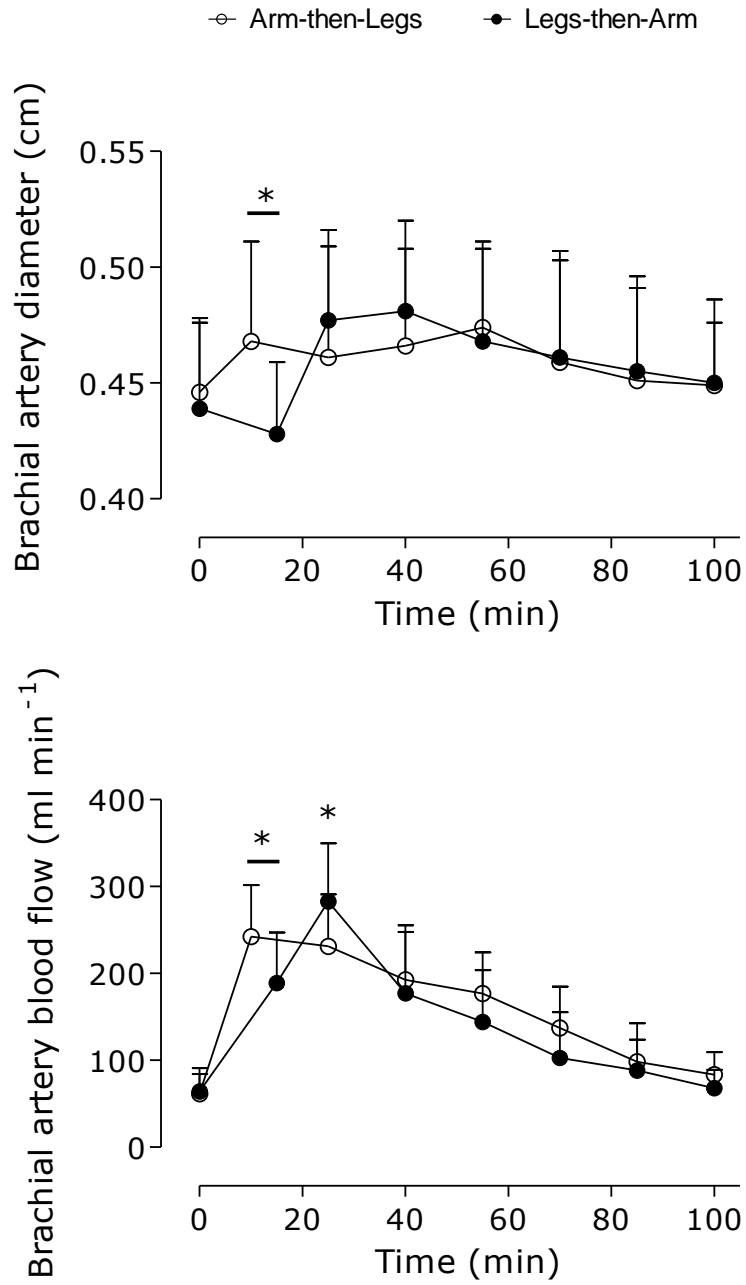 Arm-then-Legs Legs-then-Arm
Brachial artery diameter (cm)
0.55
*
0.50
0.45
0.40
0 20 40 60 80 100
Time (min)
Brachial artery blood flow (ml min⁻¹)
400
*
*
300
200
100
0
0 20 40 60 80 100
Time (min)